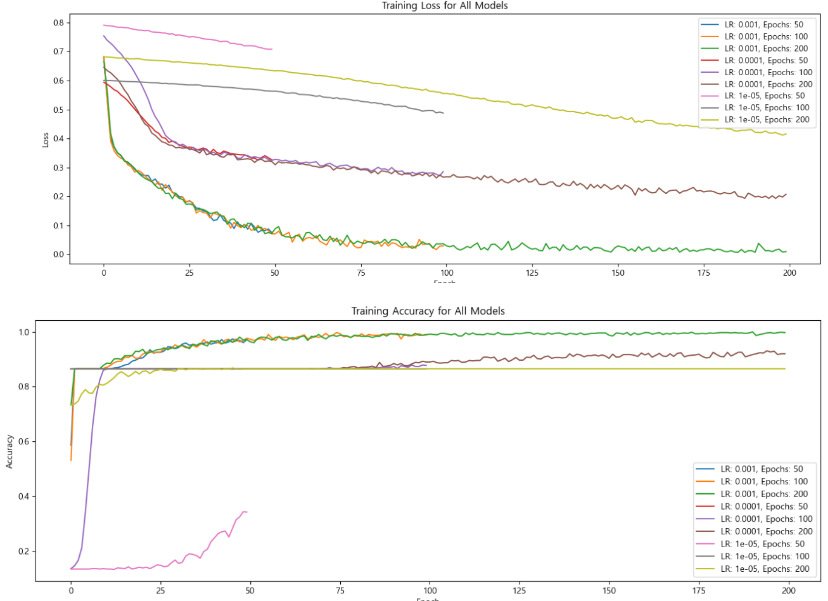 Training Loss for All Models
0.8
0.7
0.6
0.5
0.4
0.3
0.2
0.1
0.0
Loss
LR: 0.001, Epochs: 50
LR: 0.001, Epochs: 100
LR: 0.001, Epochs: 200
LR: 0.0001, Epochs: 50
LR: 0.0001, Epochs: 100
LR: 0.0001, Epochs: 200
LR: 1e-05, Epochs: 50
LR: 1e-05, Epochs: 100
LR: 1e-05, Epochs: 200
0 25 50 75 100 125 150 175 200
Epoch
Training Accuracy for All Models
1.0
0.8
0.6
0.4
0.2
Accuracy
LR: 0.001, Epochs: 50
LR: 0.001, Epochs: 100
LR: 0.001, Epochs: 200
LR: 0.0001, Epochs: 50
LR: 0.0001, Epochs: 100
LR: 0.0001, Epochs: 200
LR: 1e-05, Epochs: 50
LR: 1e-05, Epochs: 100
LR: 1e-05, Epochs: 200
0 25 50 75 100 125 150 175 200
Epoch